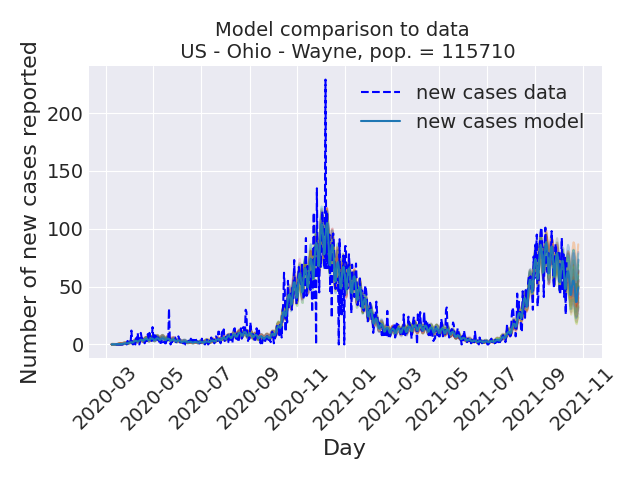 Model comparison to data
US - Ohio - Wayne, pop. = 115710
Number of new cases reported
200
150
100
50
0
new cases data
new cases model
2020-03
2020-05
2020-07
2020-09
2020-11
2021-01
2021-03
2021-05
2021-07
2021-09
2021-11
Day